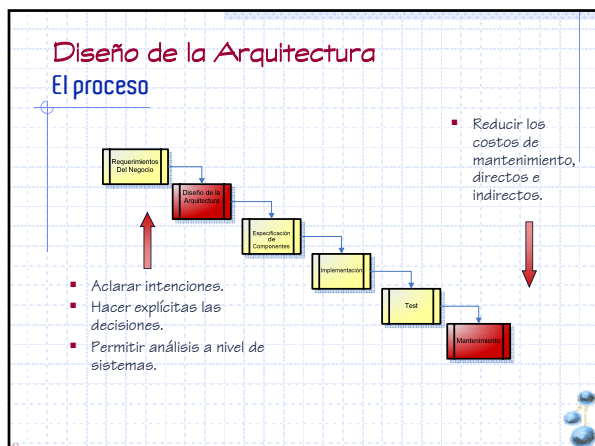 Diseño de la Arquitectura
El proceso
Requerimientos
Del Negocio
Diseño de la
Arquitectura
Especificación
de
Componentes
Implementación
Test
Mantenimiento
▪ Aclarar intenciones.
▪ Hacer explícitas las
decisiones.
▪ Permitir análisis a nivel de
sistemas.
▪ Reducir los
costos de
mantenimiento,
directos e
indirectos.